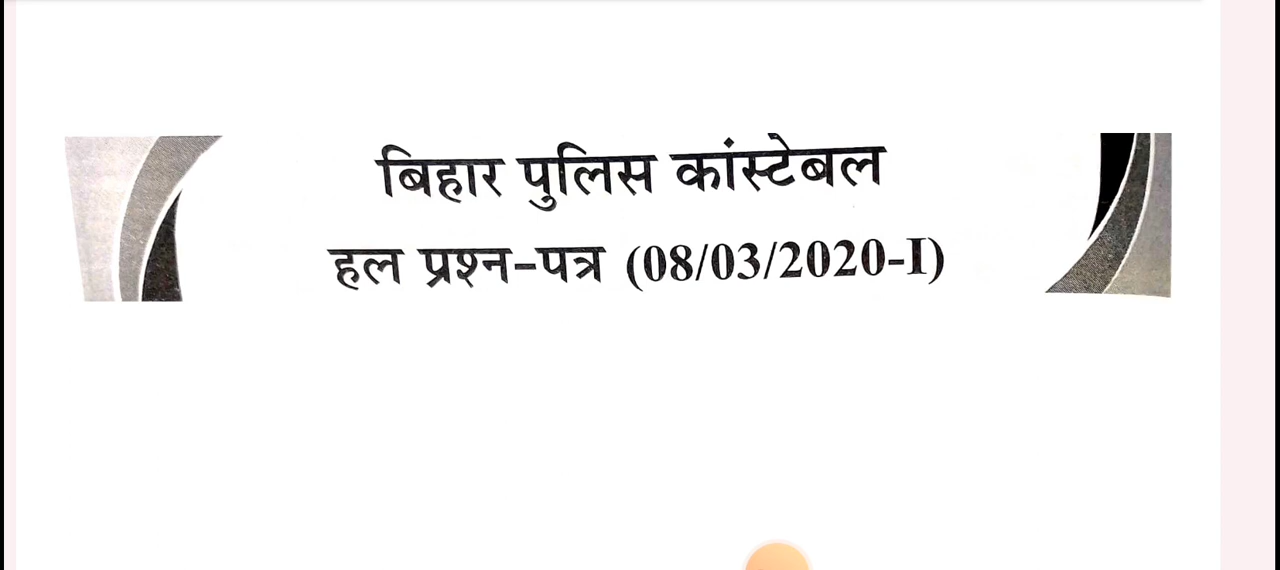 बिहार पुलिस कांस्टेबल
हल प्रश्न-पत्र (08/03/2020-I)